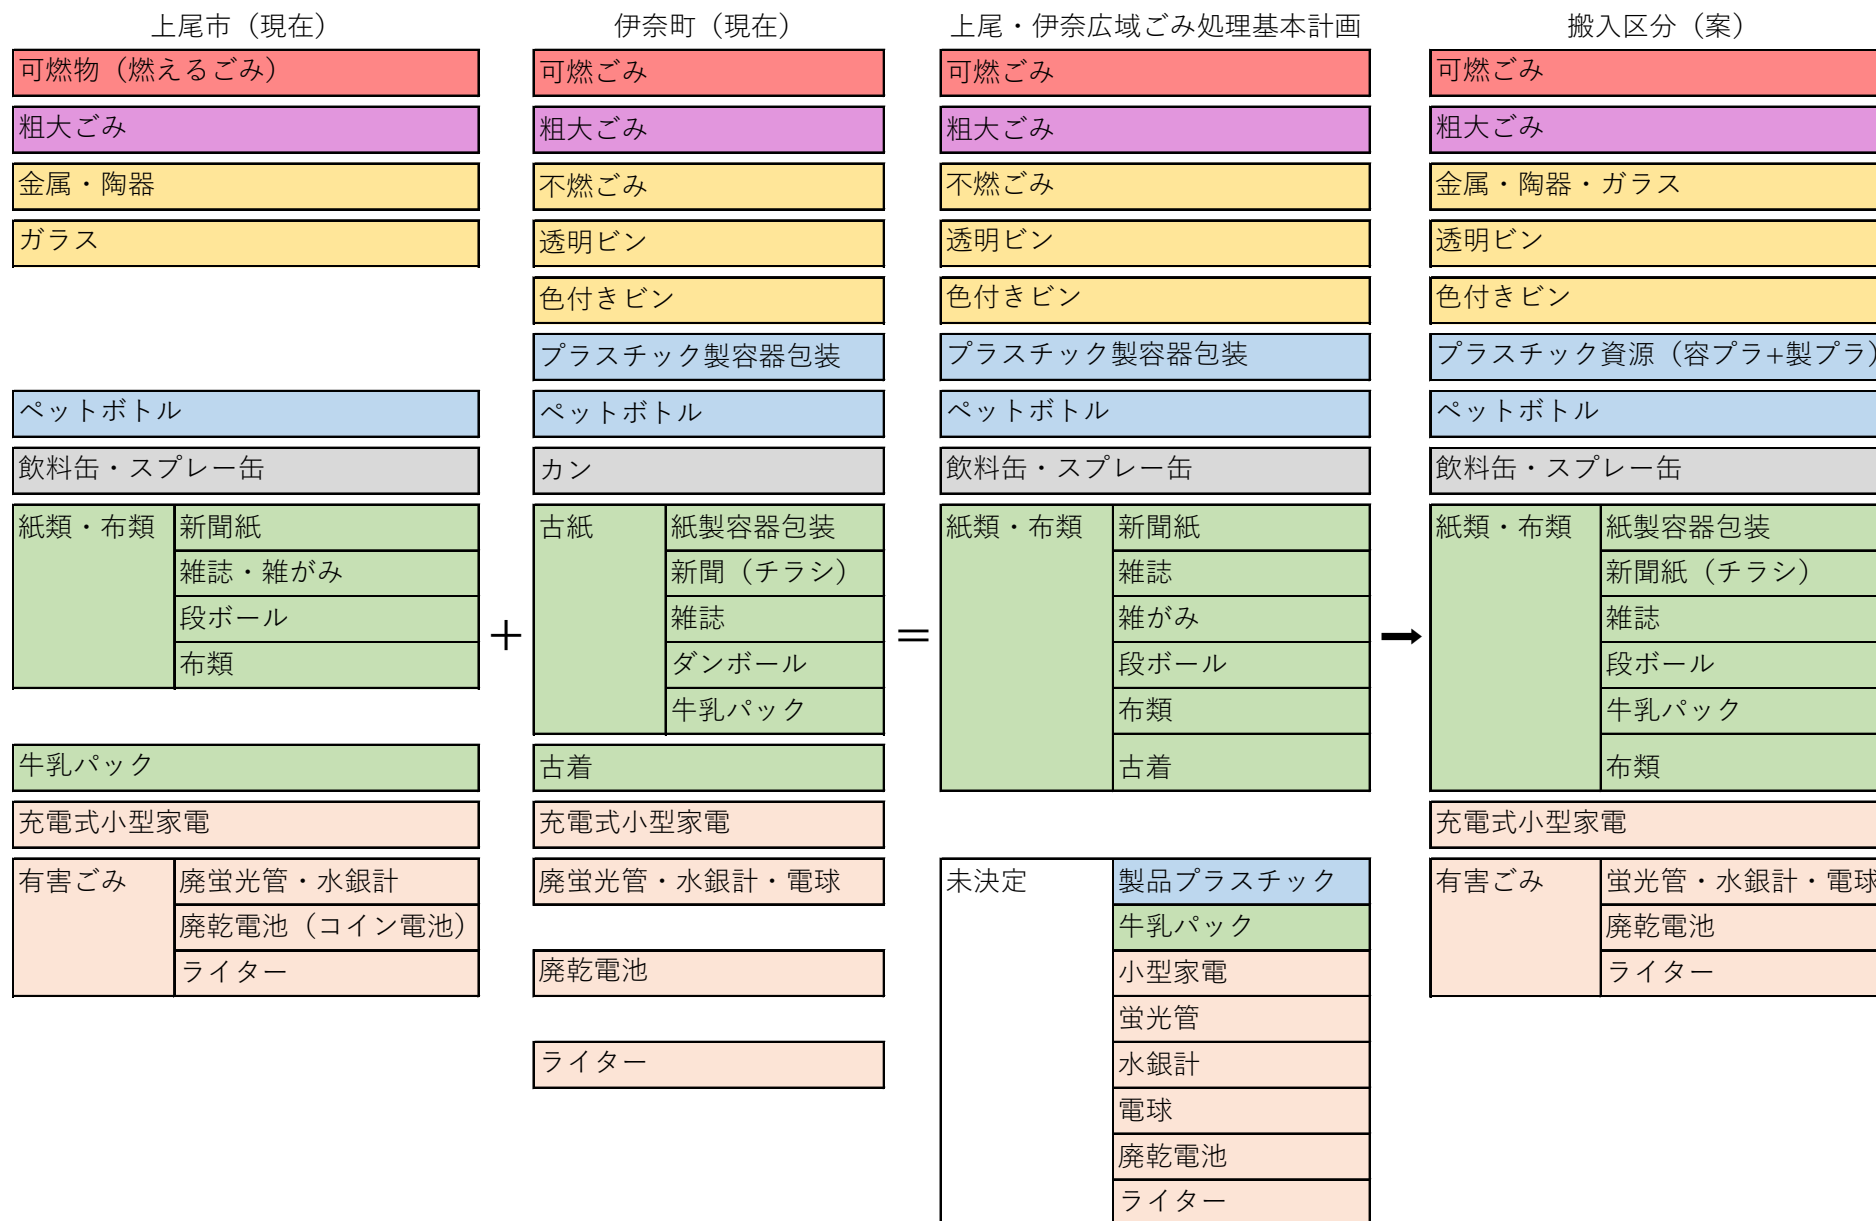 上尾市（現在）
可燃物（燃えるごみ）
粗大ごみ
金属・陶器
ガラス
ペットボトル
飲料缶・スプレー缶
紙類・布類
新聞紙
雑誌・雑がみ
段ボール
布類
牛乳パック
充電式小型家電
有害ごみ
廃蛍光管・水銀計
廃乾電池（コイン電池）
ライター
＋
伊奈町（現在）
可燃ごみ
粗大ごみ
不燃ごみ
透明ビン
色付きビン
プラスチック製容器包装
ペットボトル
カン
古紙
紙製容器包装
新聞（チラシ）
雑誌
ダンボール
牛乳パック
古着
充電式小型家電
廃蛍光管・水銀計・電球
廃乾電池
ライター
＝
上尾・伊奈広域ごみ処理基本計画
可燃ごみ
粗大ごみ
不燃ごみ
透明ビン
色付きビン
プラスチック製容器包装
ペットボトル
飲料缶・スプレー缶
紙類・布類
新聞紙
雑誌
雑がみ
段ボール
布類
古着
未決定
製品プラスチック
牛乳パック
小型家電
蛍光管
水銀計
電球
廃乾電池
ライター
搬入区分（案）
可燃ごみ
粗大ごみ
金属・陶器・ガラス
透明ビン
色付きビン
プラスチック資源（容プラ+製プラ）
ペットボトル
飲料缶・スプレー缶
紙類・布類
紙製容器包装
新聞紙（チラシ）
雑誌
段ボール
牛乳パック
布類
充電式小型家電
有害ごみ
蛍光管・水銀計・電球
廃乾電池
ライター